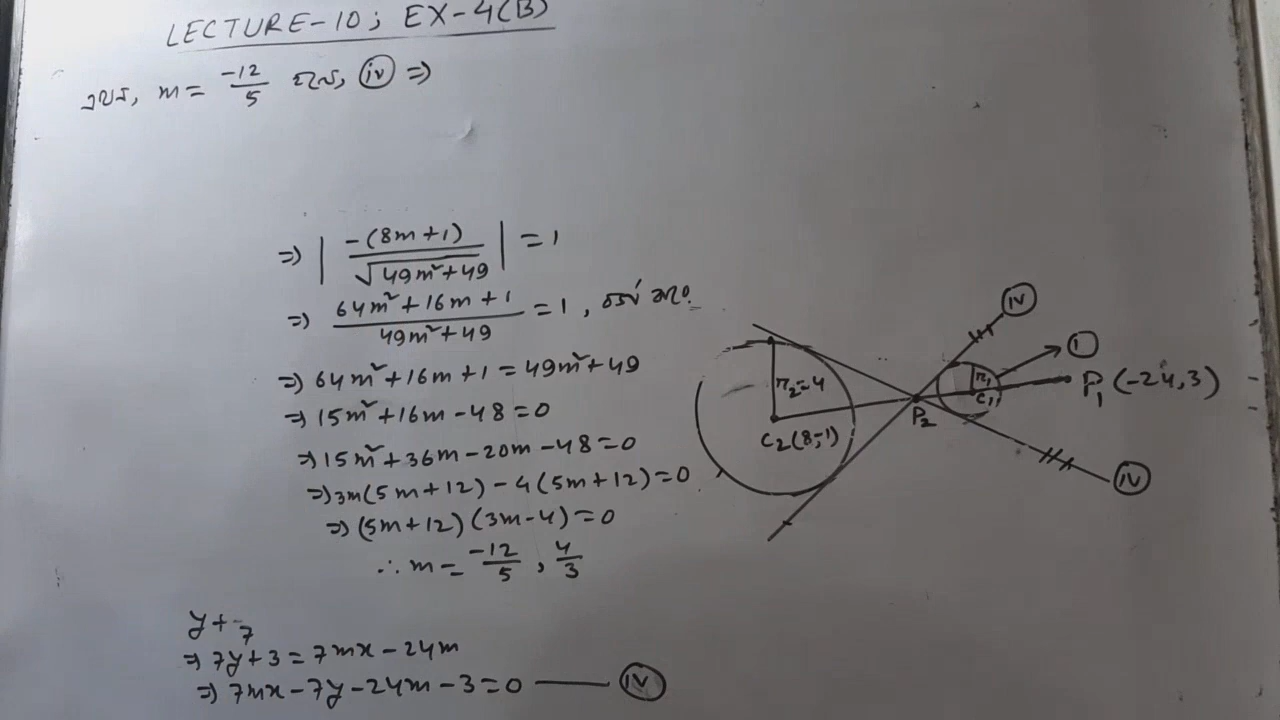 LECTURE-10; EX-4(B)
m = -12/5 (iv) ⇒
⇒ | -(8m+1) / √49m²+49 | = 1
⇒ 64m²+16m+1 / 49m²+49 = 1,
⇒ 64m²+16m+1 = 49m²+49
⇒ 15m²+16m-48=0
⇒ 15m²+36m-20m-48=0
⇒ 3m(5m+12)-4(5m+12)=0
⇒ (5m+12)(3m-4)=0
∴ m = -12/5, 4/3
y+ 7
⇒ 7y+3 = 7mx-24m
⇒ 7mx-7y-24m-3=0 — (iv)
(iv)
(i)
r₂=4
r₁
C₁
P₁(-24,3)
P₂
C₂(8,-1)
(iv)